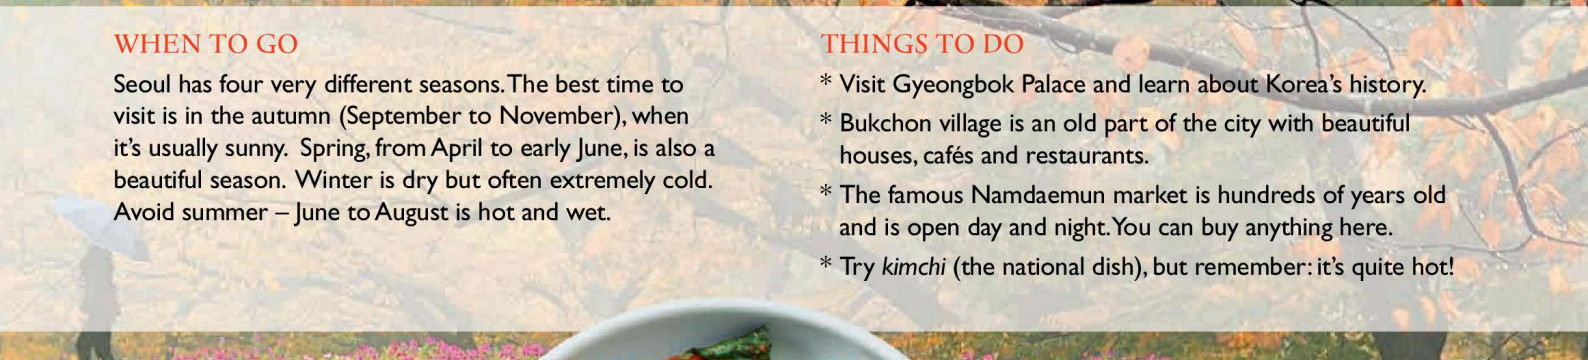 WHEN TO GO
Seoul has four very different seasons. The best time to
visit is in the autumn (September to November), when
it's usually sunny. Spring, from April to early June, is also a
beautiful season. Winter is dry but often extremely cold.
Avoid summer – June to August is hot and wet.
THINGS TO DO
* Visit Gyeongbok Palace and learn about Korea's history.
* Bukchon village is an old part of the city with beautiful
houses, cafés and restaurants.
* The famous Namdaemun market is hundreds of years old
and is open day and night. You can buy anything here.
* Try kimchi (the national dish), but remember: it's quite hot!